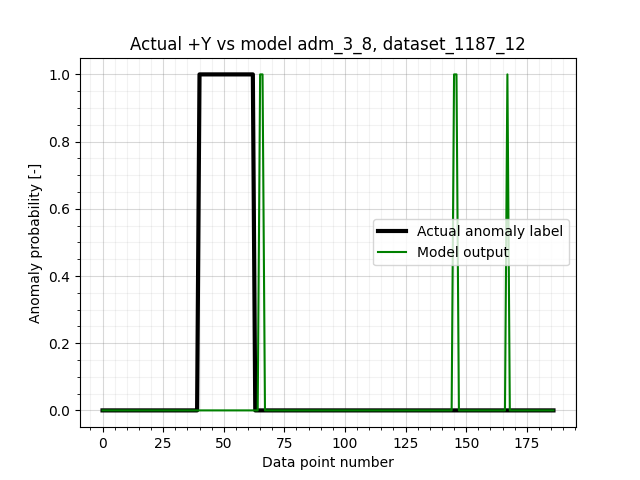 Actual +Y vs model adm_3_8, dataset_1187_12
1.0
0.8
0.6
0.4
0.2
0.0
Anomaly probability [-]
Actual anomaly label
Model output
0
25
50
75
100
125
150
175
Data point number